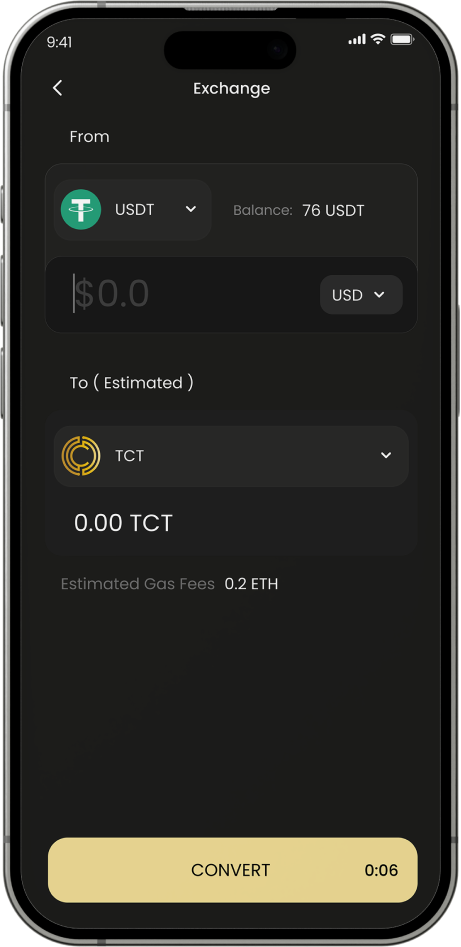 9:41
Exchange
From
USDT Balance: 76 USDT
$0.0 USD
To ( Estimated )
TCT
0.00 TCT
Estimated Gas Fees 0.2 ETH
CONVERT 0:06